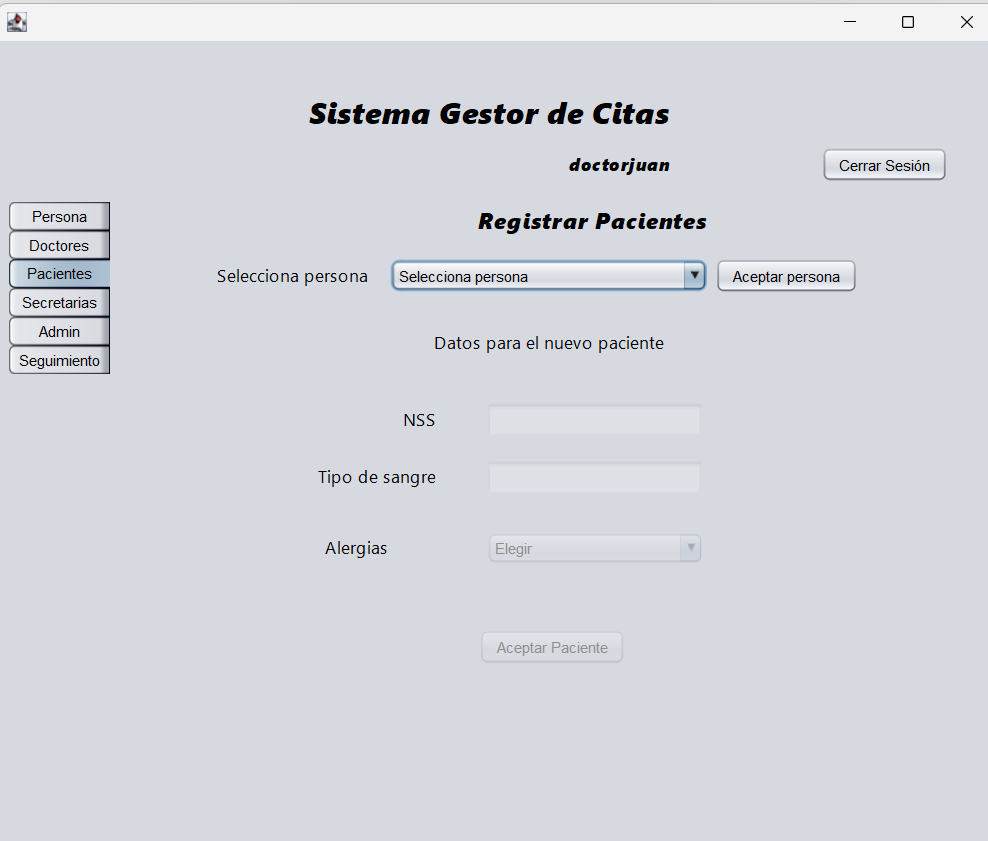 Sistema Gestor de Citas
doctorjuan
Cerrar Sesión
Persona
Doctores
Pacientes
Secretarias
Admin
Seguimiento
Registrar Pacientes
Selecciona persona
Selecciona persona
Aceptar persona
Datos para el nuevo paciente
NSS
Tipo de sangre
Alergias
Elegir
Aceptar Paciente